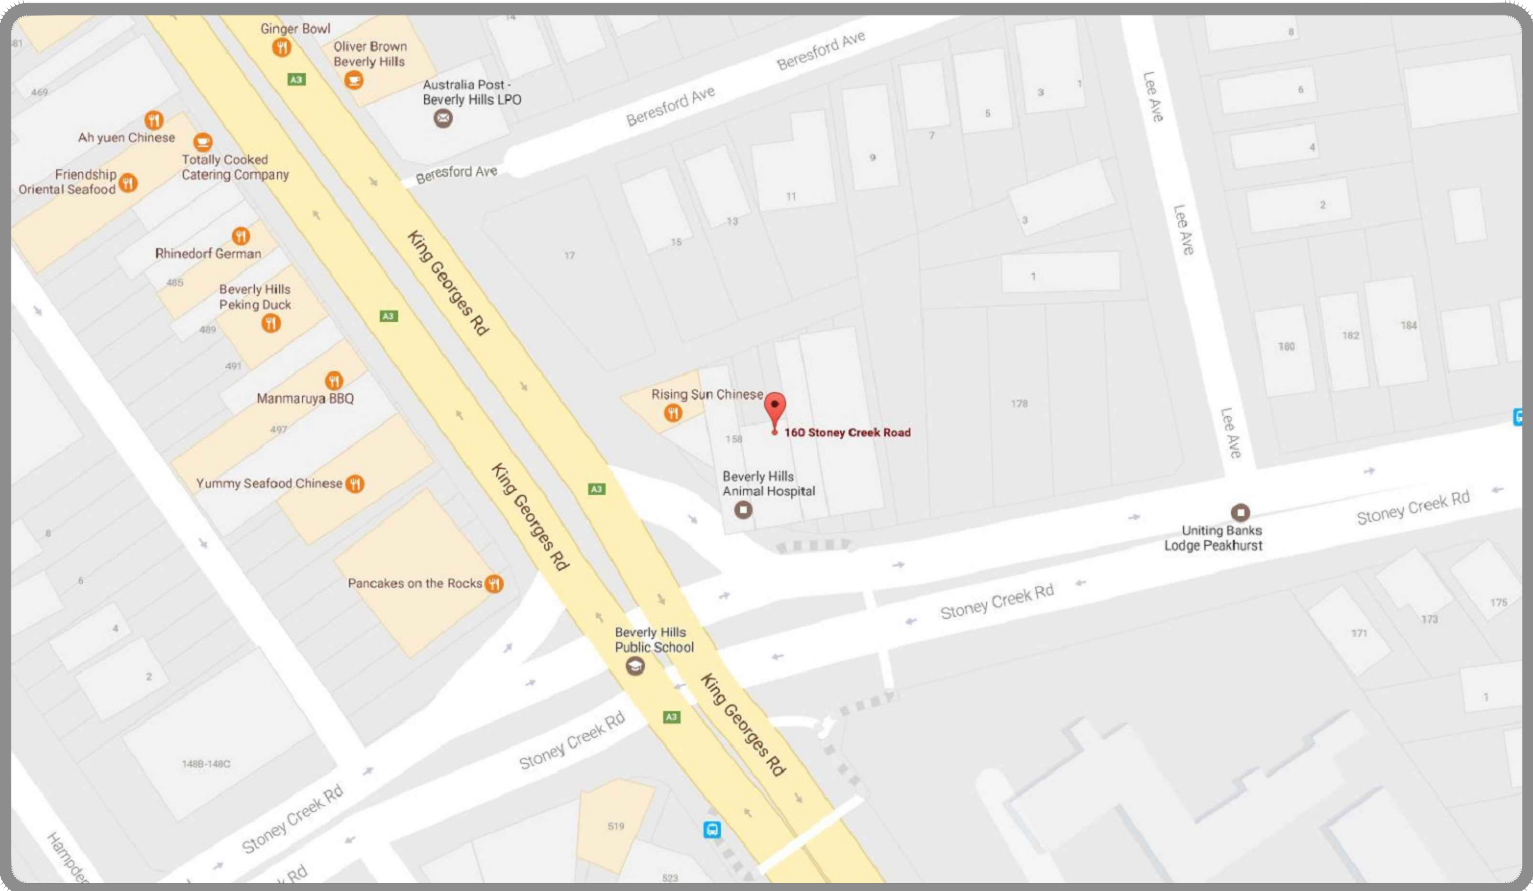 Ginger Bowl
Oliver Brown
Beverly Hills
A3
Australia Post -
Beverly Hills LPO
Beresford Ave
Beresford Ave
Beresford Ave
Lee Ave
14
8
6
4
2
481
469
Ah yuen Chinese
Totally Cooked
Catering Company
Friendship
Oriental Seafood
Rhinedorf German
485
Beverly Hills
Peking Duck
489
491
Manmaruya BBQ
497
Yummy Seafood Chinese
Pancakes on the Rocks
A3
King Georges Rd
17
15
13
11
9
7
5
3
1
3
1
Lee Ave
180
182
184
Rising Sun Chinese
160 Stoney Creek Road
158
178
Lee Ave
Beverly Hills
Animal Hospital
A3
King Georges Rd
Uniting Banks
Lodge Peakhurst
Stoney Creek Rd
Stoney Creek Rd
171
173
175
1
Beverly Hills
Public School
A3
King Georges Rd
Stoney Creek Rd
8
6
4
2
148B-148C
Stoney Creek Rd
k Rd
Hampden
519
523